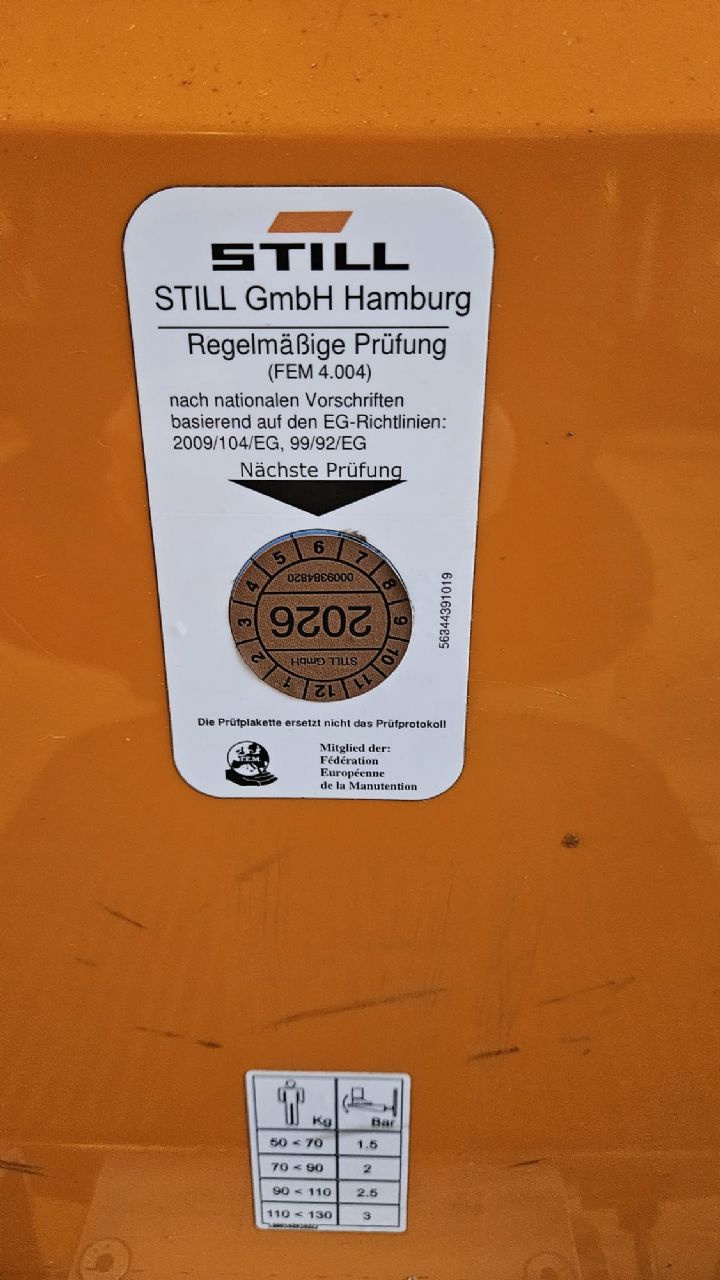 STILL
STILL GmbH Hamburg
Regelmäßige Prüfung
(FEM 4.004)
nach nationalen Vorschriften
basierend auf den EG-Richtlinien:
2009/104/EG, 99/92/EG
Nächste Prüfung
1 2 3 4 5 6 7 8 9 10 11 12
0009384820
2026
STILL GmbH
56344391019
Die Prüfplakette ersetzt nicht das Prüfprotokoll
F.E.M.
Mitglied der:
Fédération
Européenne
de la Manutention
Kg Bar
50 < 70 1.5
70 < 90 2
90 < 110 2.5
110 < 130 3